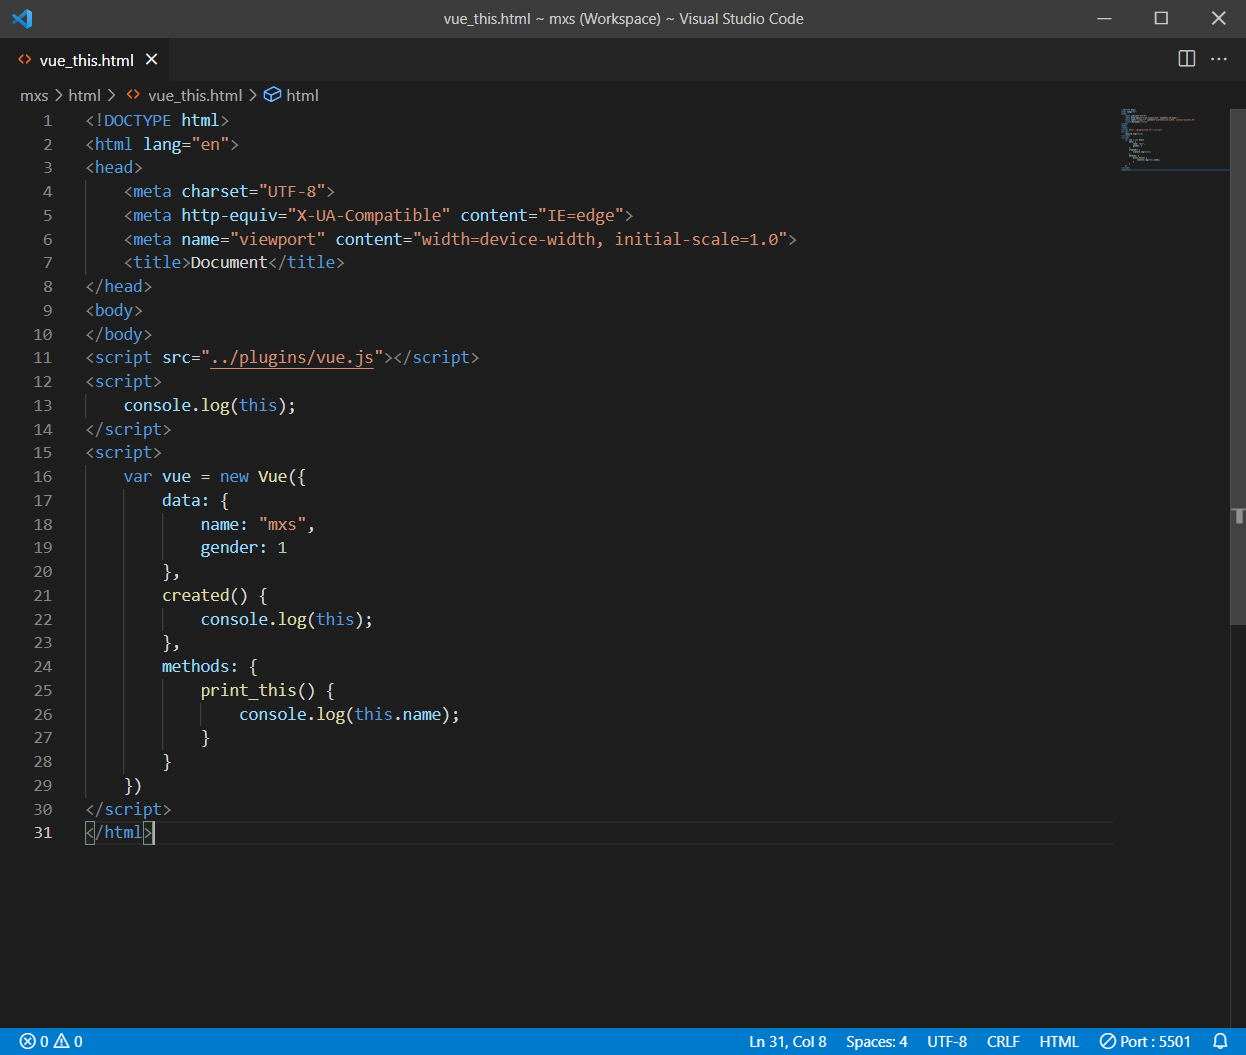 vue_this.html ~ mxs (Workspace) ~ Visual Studio Code
vue_this.html
mxs > html > vue_this.html > html
1 <!DOCTYPE html>
2 <html lang="en">
3 <head>
4     <meta charset="UTF-8">
5     <meta http-equiv="X-UA-Compatible" content="IE=edge">
6     <meta name="viewport" content="width=device-width, initial-scale=1.0">
7     <title>Document</title>
8 </head>
9 <body>
10 </body>
11 <script src="../plugins/vue.js"></script>
12 <script>
13     console.log(this);
14 </script>
15 <script>
16     var vue = new Vue({
17         data: {
18             name: "mxs",
19             gender: 1
20         },
21         created() {
22             console.log(this);
23         },
24         methods: {
25             print_this() {
26                 console.log(this.name);
27             }
28         }
29     })
30 </script>
31 </html>
0 0 Ln 31, Col 8 Spaces: 4 UTF-8 CRLF HTML Port : 5501